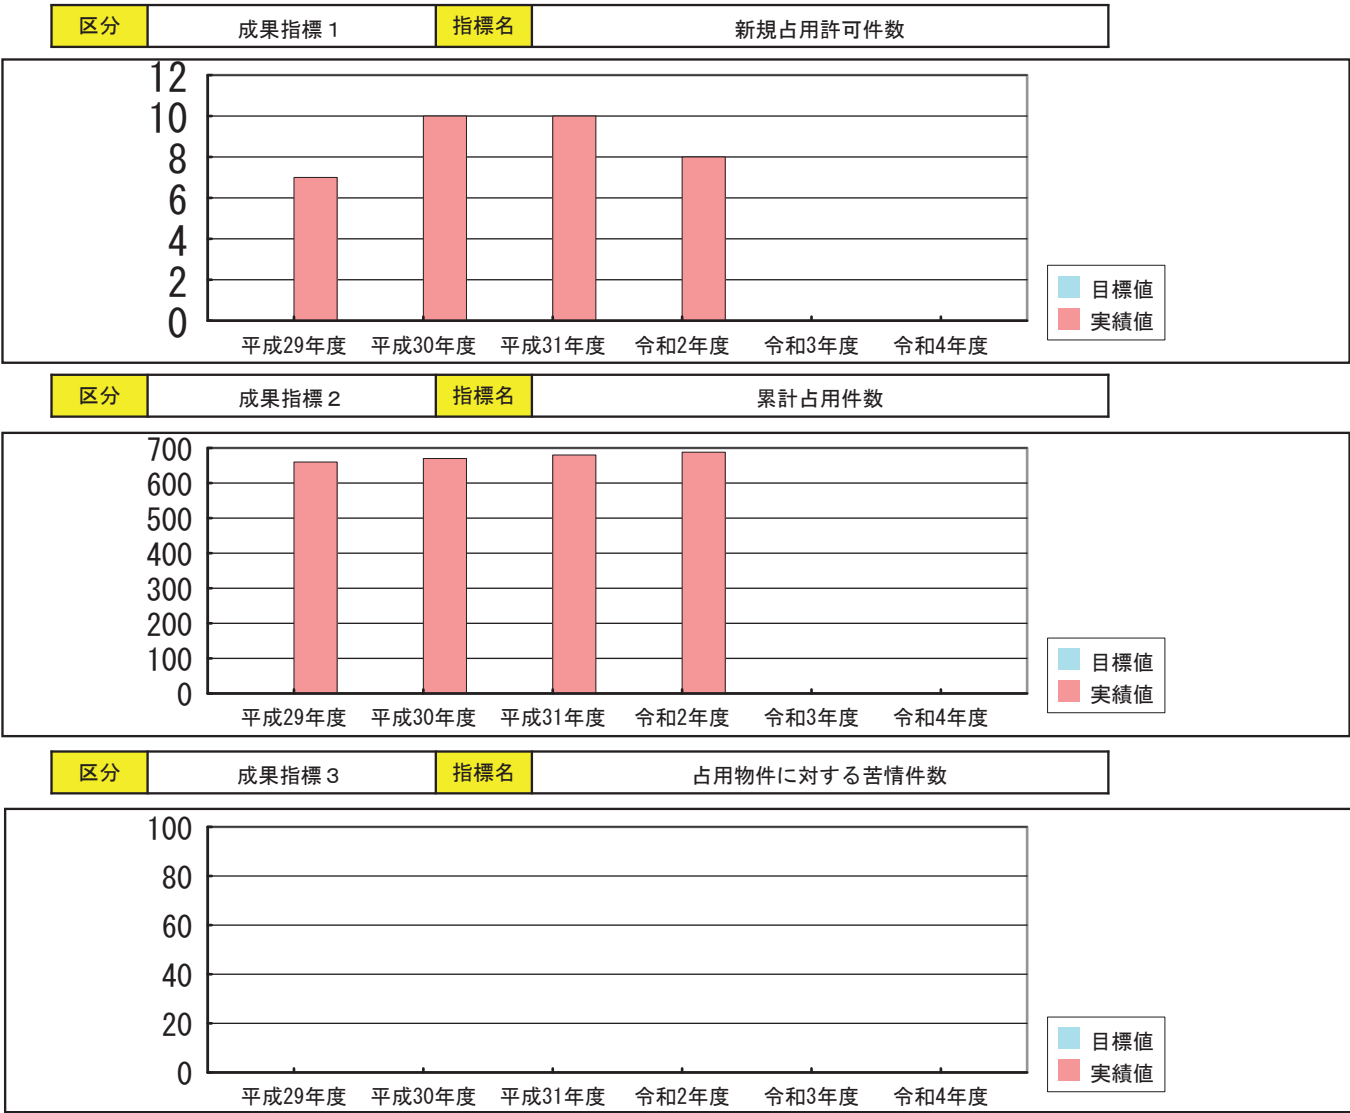 区分 成果指標１ 指標名 新規占用許可件数
12
10
8
6
4
2
0
平成29年度 平成30年度 平成31年度 令和2年度 令和3年度 令和4年度
目標値
実績値
区分 成果指標２ 指標名 累計占用件数
700
600
500
400
300
200
100
0
平成29年度 平成30年度 平成31年度 令和2年度 令和3年度 令和4年度
目標値
実績値
区分 成果指標３ 指標名 占用物件に対する苦情件数
100
80
60
40
20
0
平成29年度 平成30年度 平成31年度 令和2年度 令和3年度 令和4年度
目標値
実績値